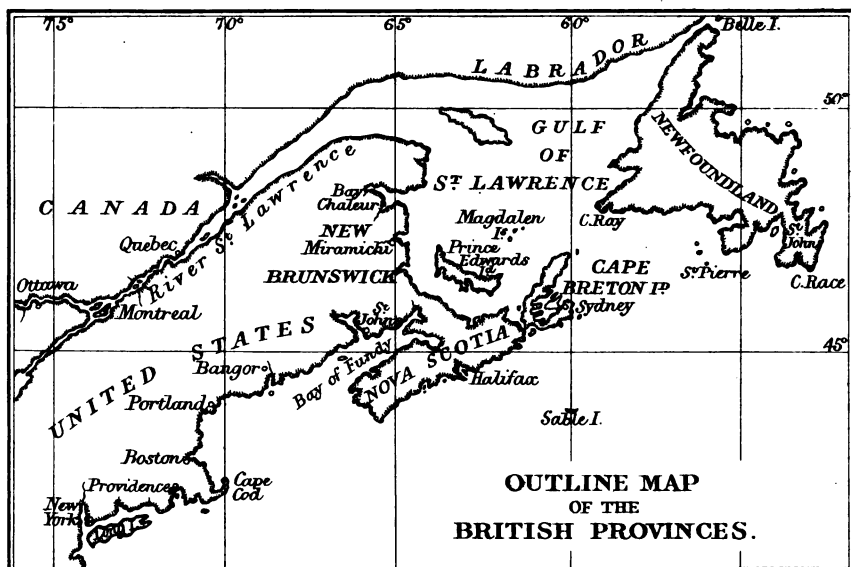 75°
70°
65°
60°
Belle I.
LABRADOR
50°
GULF
OF
ST. LAWRENCE
NEWFOUNDLAND
CANADA
River St. Lawrence
Bay
Chaleur
C. Ray
Magdalen
Is.
NEW
Miramichi
BRUNSWICK
Prince
Edwards
Id.
Quebec
St.
John
CAPE
BRETON ID.
Sydney
St. Pierre
C. Race
Ottowa
Montreal
St.
John
R.
UNITED STATES
Bangor
Bay of Fundy
NOVA SCOTIA
45°
Halifax
Portland
Sable I.
Boston
Providence
Cape
Cod
New
York
Long I.
OUTLINE MAP
OF THE
BRITISH PROVINCES.